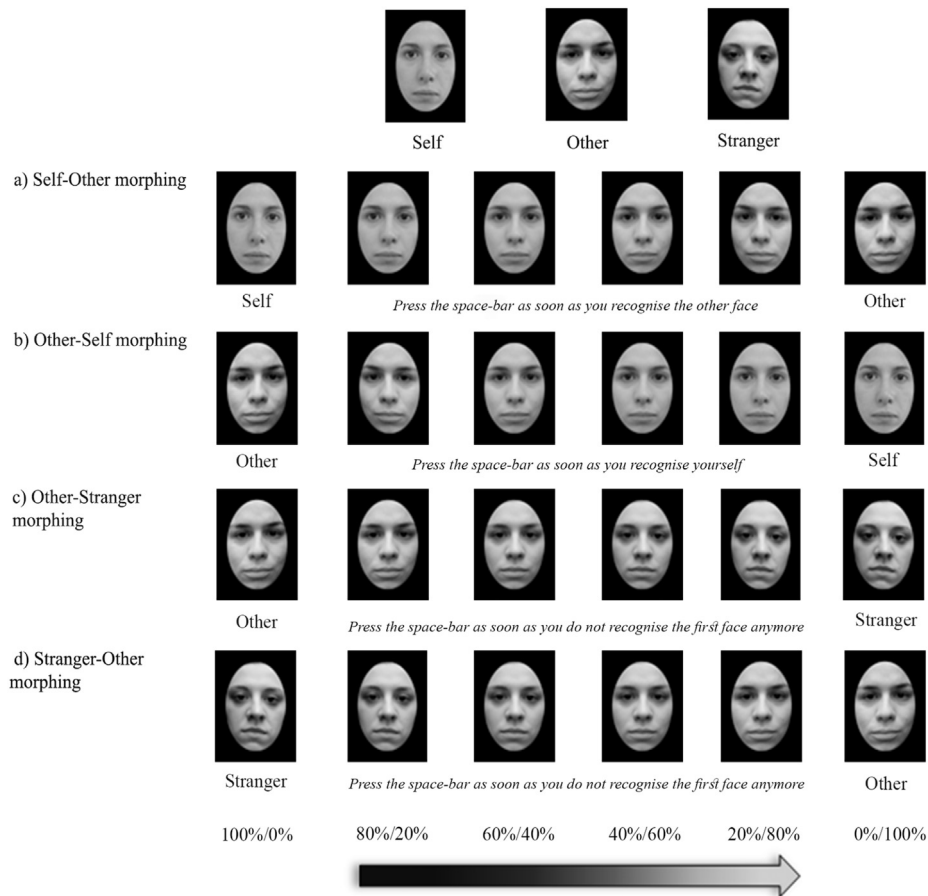 Self Other Stranger
a) Self-Other morphing
Self Press the space-bar as soon as you recognise the other face Other
b) Other-Self morphing
Other Press the space-bar as soon as you recognise yourself Self
c) Other-Stranger
morphing
Other Press the space-bar as soon as you do not recognise the first face anymore Stranger
d) Stranger-Other
morphing
Stranger Press the space-bar as soon as you do not recognise the first face anymore Other
100%/0% 80%/20% 60%/40% 40%/60% 20%/80% 0%/100%